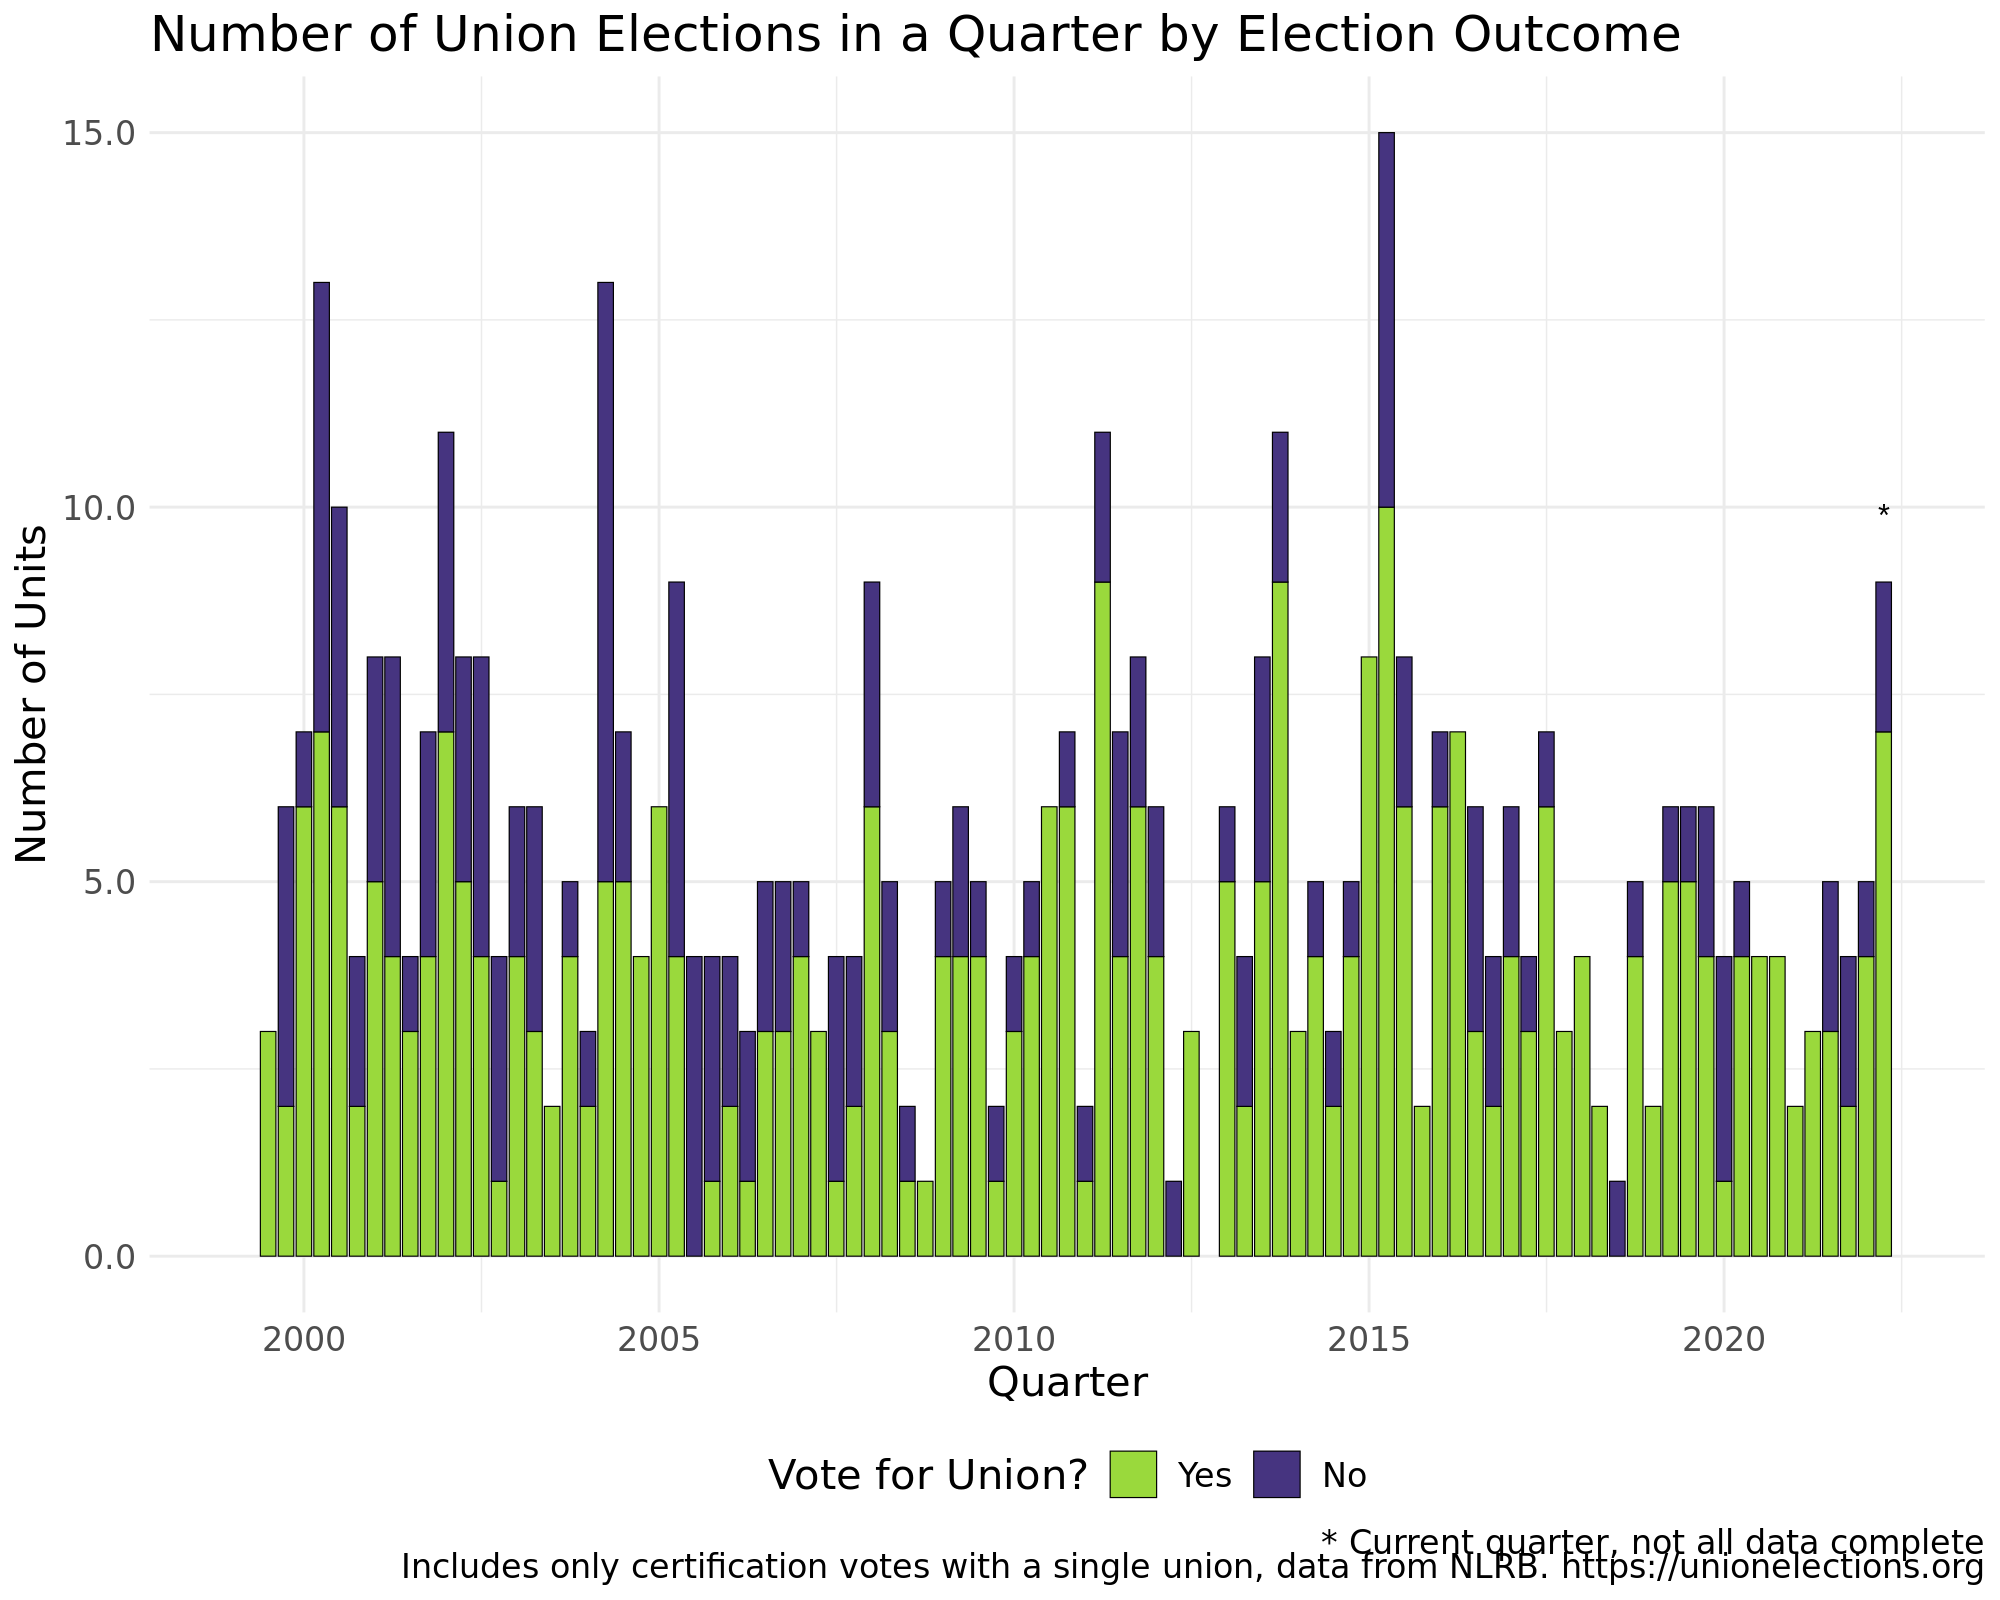 Number of Union Elections in a Quarter by Election Outcome
15.0
10.0
5.0
0.0
Number of Units
*
2000 2005 2010 2015 2020
Quarter
Vote for Union? Yes No
* Current quarter, not all data complete
Includes only certification votes with a single union, data from NLRB. https://unionelections.org